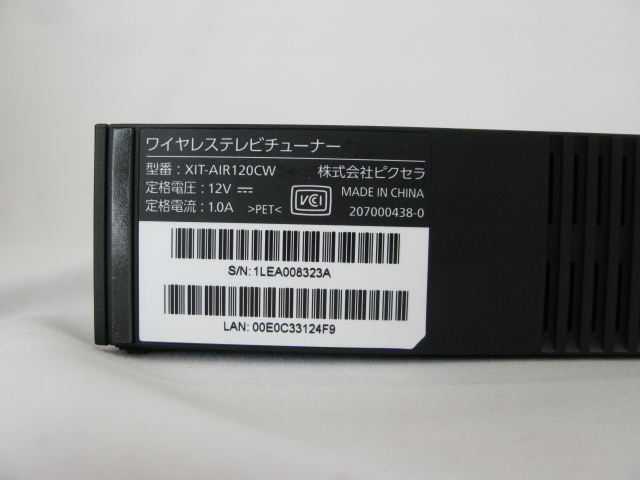 ワイヤレステレビチューナー
型番：XIT-AIR120CW 株式会社ピクセラ
定格電圧：12V ⎓ VCCI MADE IN CHINA
定格電流：1.0A >PET< 207000438-0
S/N: 1LEA008323A
LAN: 00E0C33124F9